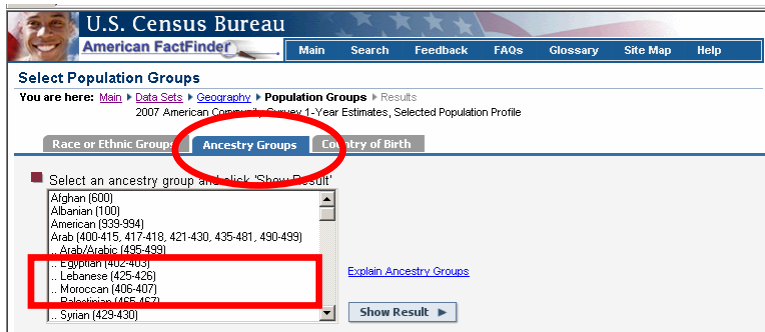 U.S. Census Bureau
American FactFinder
Main Search Feedback FAQs Glossary Site Map Help
Select Population Groups
You are here: Main ▸ Data Sets ▸ Geography ▸ Population Groups ▸ Results
2007 American Community Survey 1-Year Estimates, Selected Population Profile
Race or Ethnic Groups Ancestry Groups Country of Birth
Select an ancestry group and click 'Show Result'
Afghan (600)
Albanian (100)
American (939-994)
Arab (400-415, 417-418, 421-430, 435-481, 490-499)
.. Arab/Arabic (495-499)
.. Egyptian (402-403)
.. Lebanese (425-426)
.. Moroccan (406-407)
.. Palestinian (465-467)
.. Syrian (429-430)
Explain Ancestry Groups
Show Result